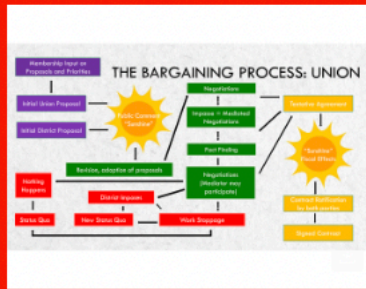 THE BARGAINING PROCESS: UNION
Membership Input on
Proposals and Priorities
Initial Union Proposal
Initial District Proposal
Public Comment
"Sunshine"
Revision, adoption of proposals
Negotiations
Impasse → Mediated
Negotiations
Fact Finding
Negotiations
(Mediator may
participate)
Nothing
Happens
Status Quo
District Imposes
New Status Quo
Work Stoppage
Tentative Agreement
"Sunshine"
Fiscal Effects
Contract Ratification
by both parties
Signed Contract